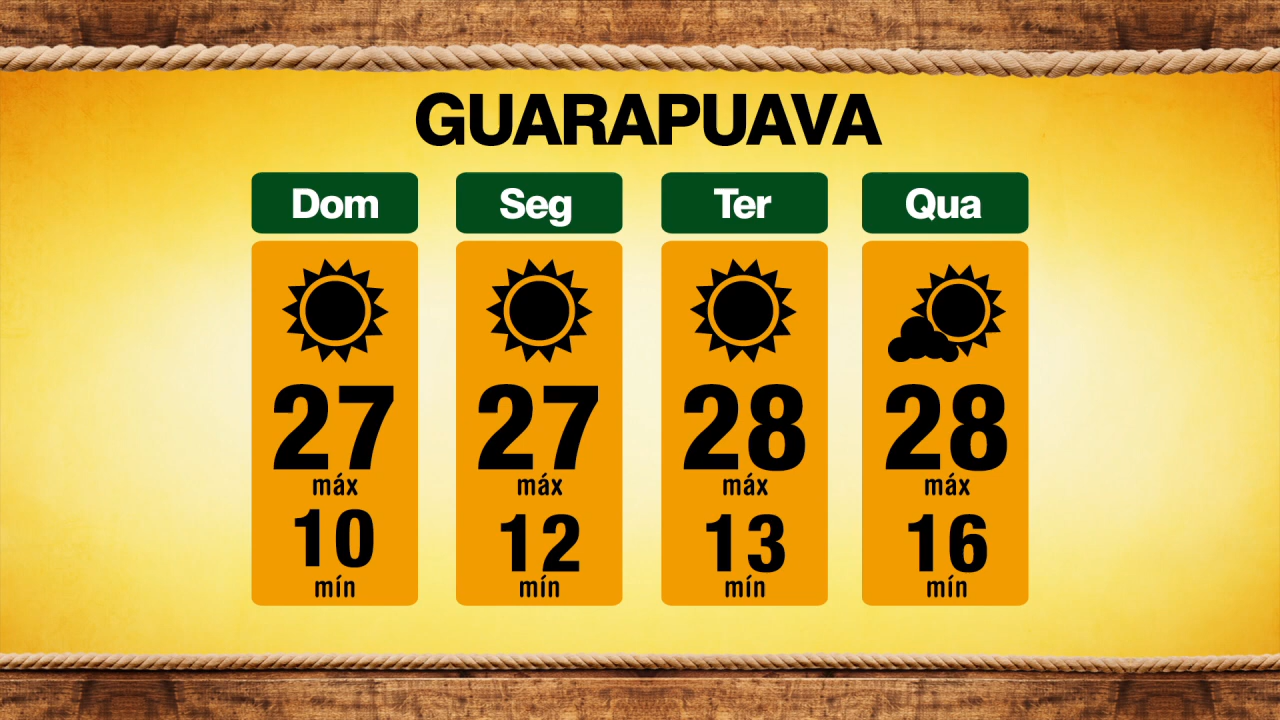 GUARAPUAVA
Dom Seg Ter Qua
27 27 28 28
máx máx máx máx
10 12 13 16
mín mín mín mín